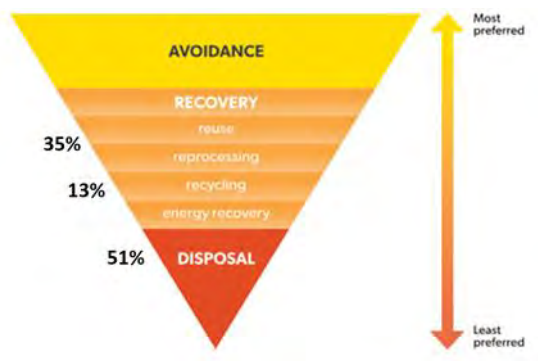 Most
preferred
AVOIDANCE
RECOVERY
reuse
35%
reprocessing
13%
recycling
energy recovery
51%
DISPOSAL
Least
preferred